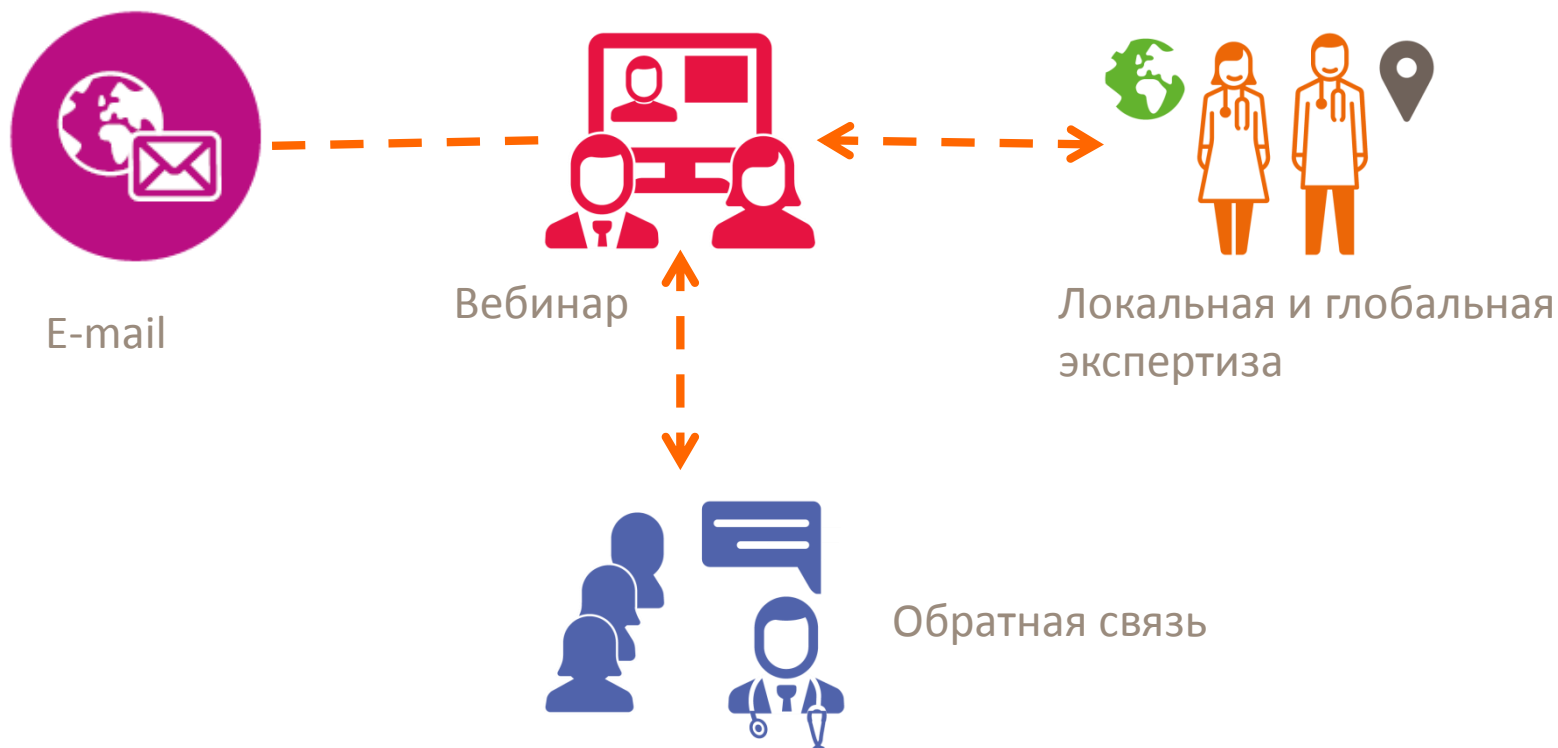 E-mail
Вебинар
Локальная и глобальная
экспертиза
Обратная связь